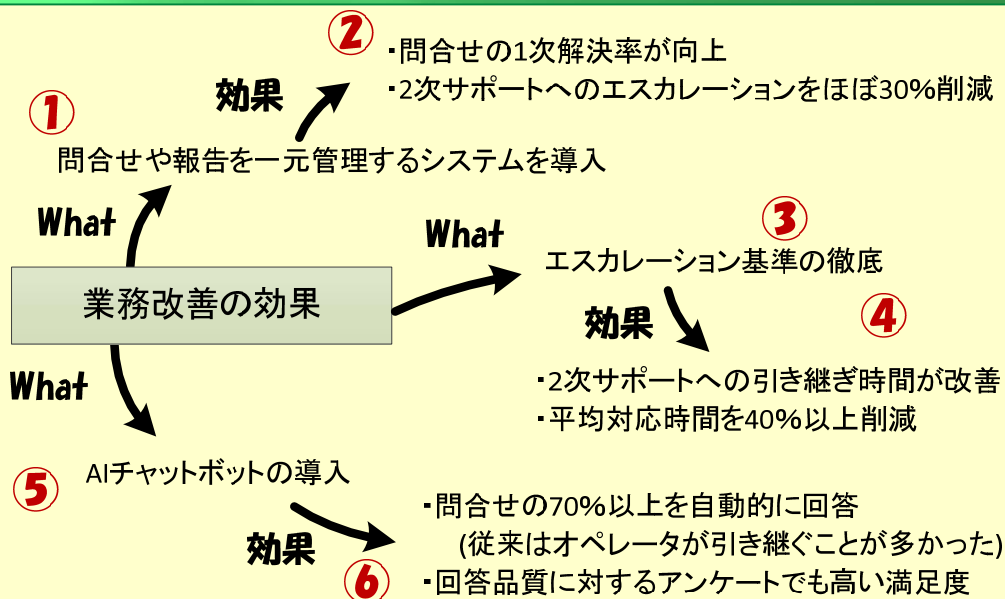 ②
・問合せの1次解決率が向上
・2次サポートへのエスカレーションをほぼ30%削減
効果
①
問合せや報告を一元管理するシステムを導入
What
What
③
エスカレーション基準の徹底
業務改善の効果
効果
④
・2次サポートへの引き継ぎ時間が改善
・平均対応時間を40%以上削減
What
⑤
AIチャットボットの導入
効果
⑥
・問合せの70%以上を自動的に回答
(従来はオペレータが引き継ぐことが多かった)
・回答品質に対するアンケートでも高い満足度